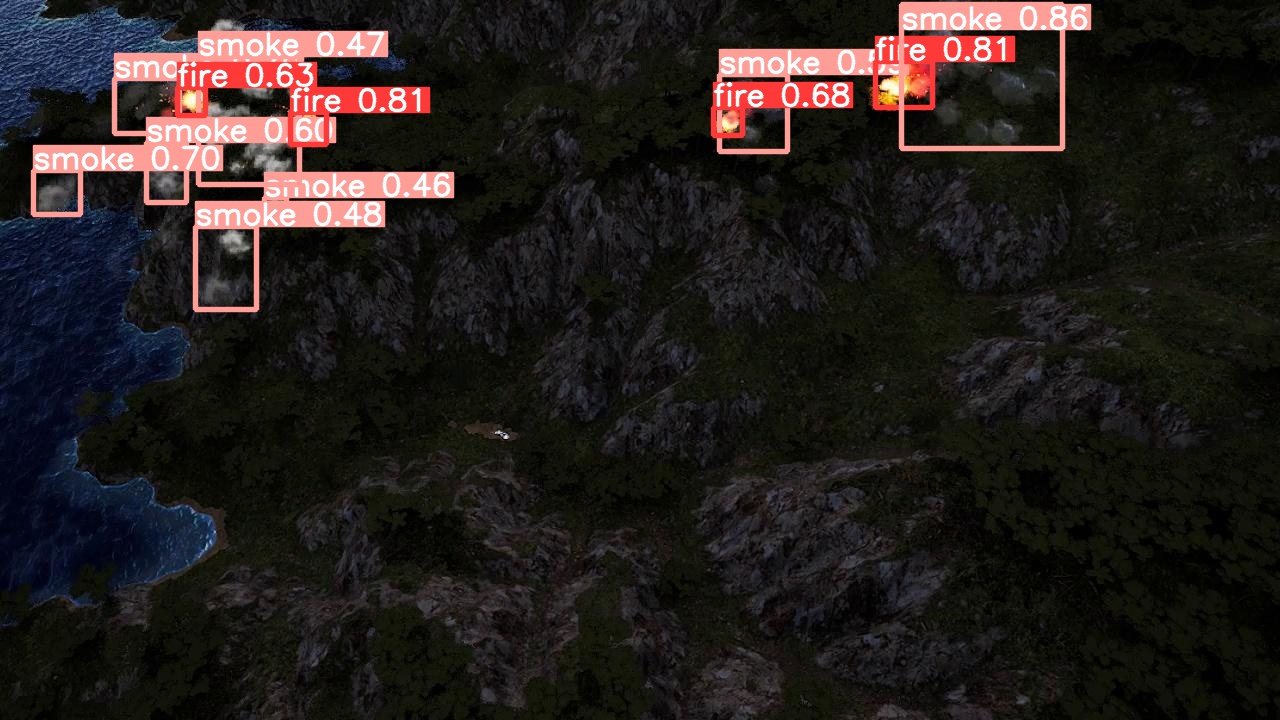 smoke 0.86
smoke 0.47
fire 0.81
smoke
fire 0.63
fire 0.68
fire 0.81
smoke 0.60
smoke 0.70
smoke 0.46
smoke 0.48